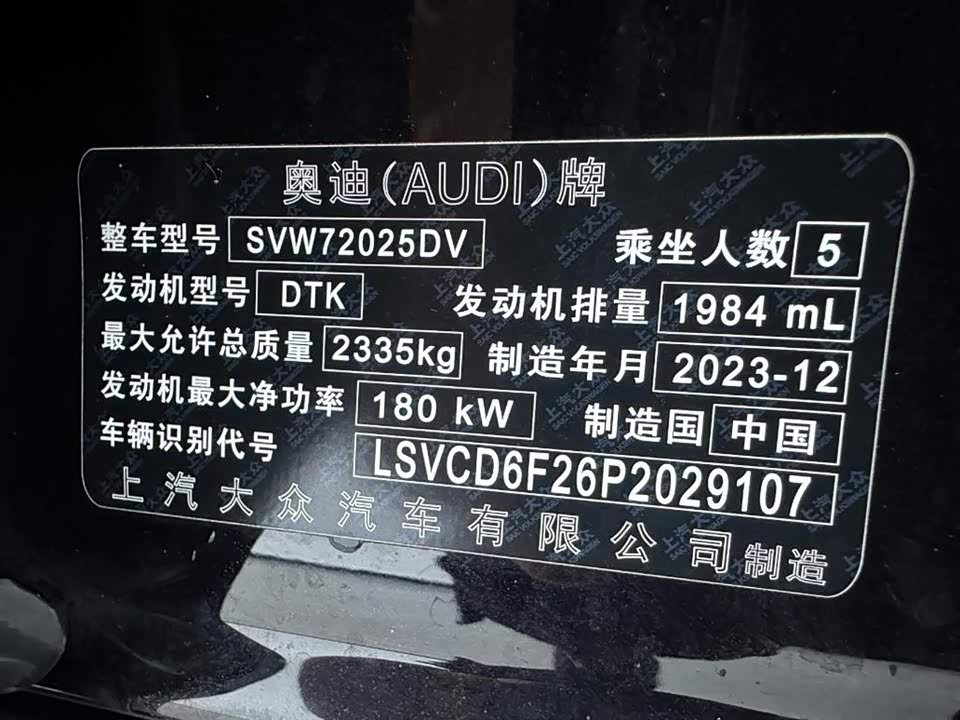 奥迪(AUDI)牌
整车型号 SVW72025DV 乘坐人数 5
发动机型号 DTK 发动机排量 1984 mL
最大允许总质量 2335kg 制造年月 2023-12
发动机最大净功率 180 kW 制造国 中国
车辆识别代号 LSVCD6F26P2029107
上汽大众汽车有限公司制造